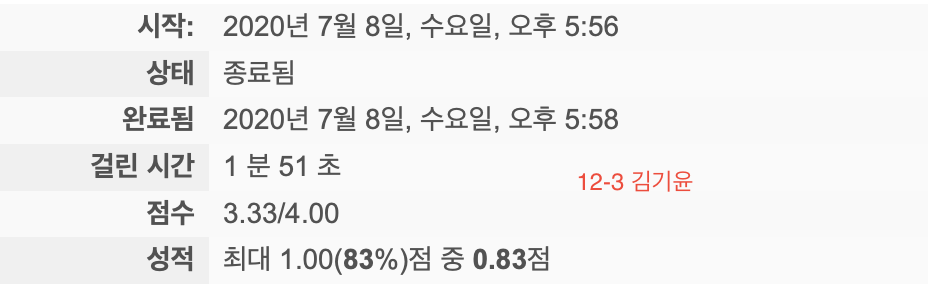 시작: 2020년 7월 8일, 수요일, 오후 5:56
상태 종료됨
완료됨 2020년 7월 8일, 수요일, 오후 5:58
걸린 시간 1 분 51 초
12-3 김기윤
점수 3.33/4.00
성적 최대 1.00(83%)점 중 0.83점